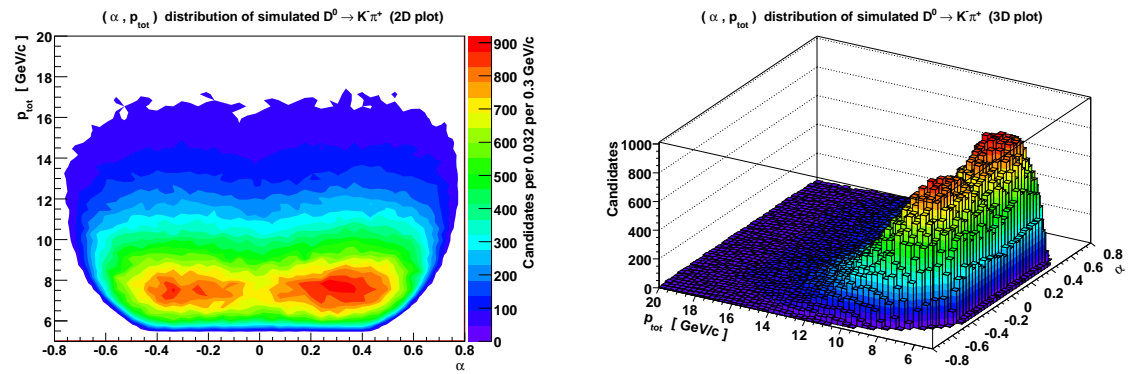 ( α , p_tot ) distribution of simulated D⁰ → K⁻π⁺ (2D plot)
p_tot [ GeV/c ]
20
18
16
14
12
10
8
6
-0.8 -0.6 -0.4 -0.2 0 0.2 0.4 0.6 0.8
α
900
800
700
600
500
400
300
200
100
0
Candidates per 0.032 per 0.3 GeV/c
( α , p_tot ) distribution of simulated D⁰ → K⁻π⁺ (3D plot)
Candidates
1000
800
600
400
200
0
20 18 16 14 12 10 8 6
p_tot [ GeV/c ]
-0.8 -0.6 -0.4 -0.2 0 0.2 0.4 0.6 0.8
α